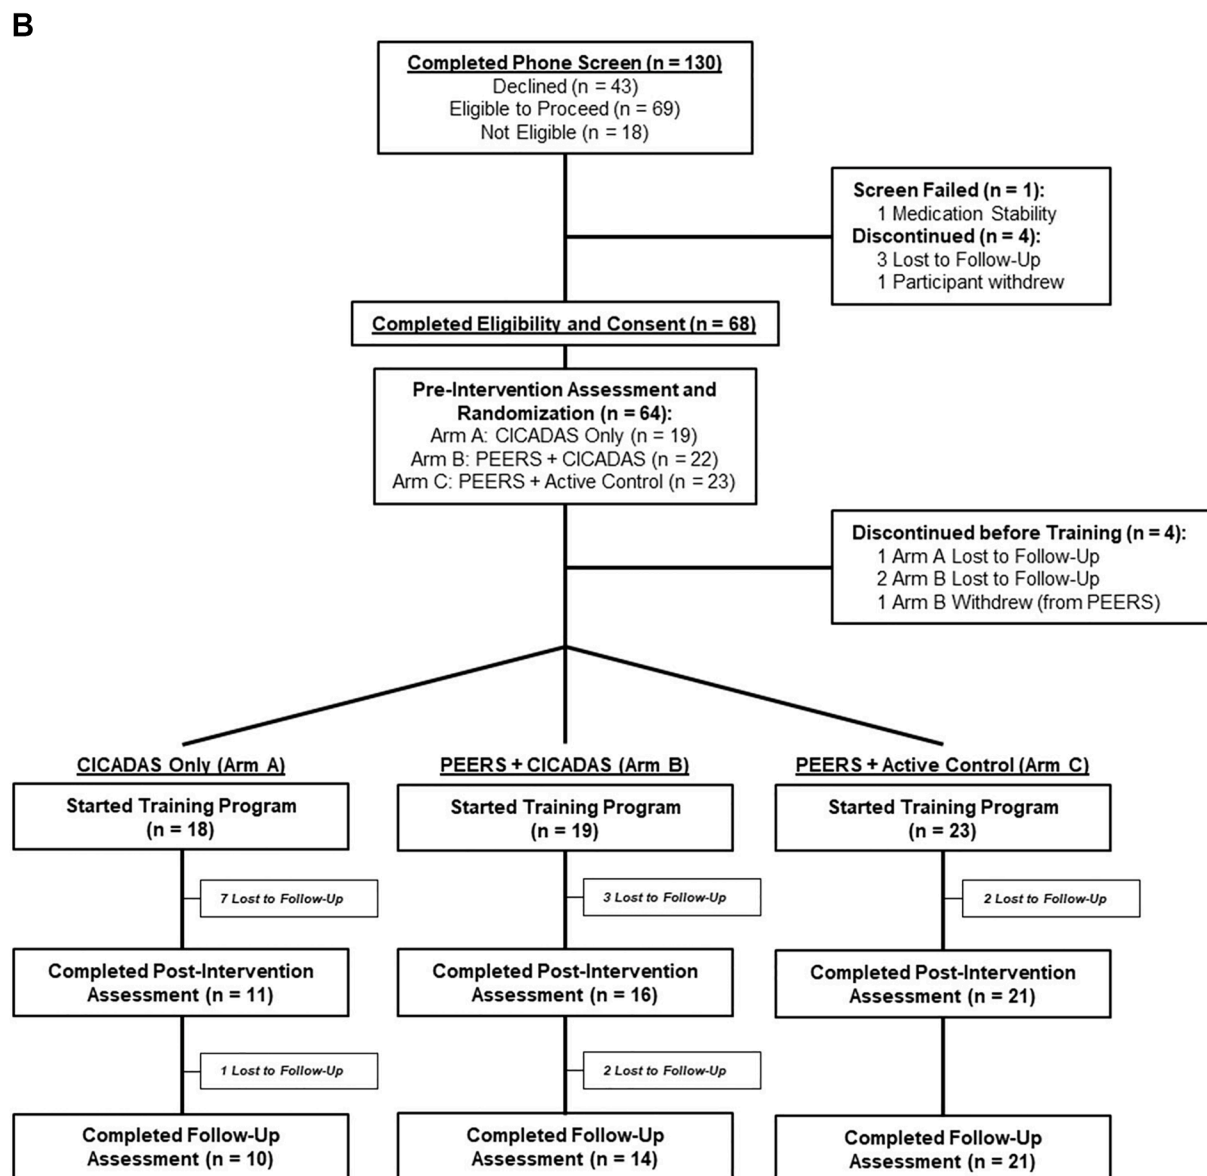 B
Completed Phone Screen (n = 130)
Declined (n = 43)
Eligible to Proceed (n = 69)
Not Eligible (n = 18)
Screen Failed (n = 1):
1 Medication Stability
Discontinued (n = 4):
3 Lost to Follow-Up
1 Participant withdrew
Completed Eligibility and Consent (n = 68)
Pre-Intervention Assessment and
Randomization (n = 64):
Arm A: CICADAS Only (n = 19)
Arm B: PEERS + CICADAS (n = 22)
Arm C: PEERS + Active Control (n = 23)
Discontinued before Training (n = 4):
1 Arm A Lost to Follow-Up
2 Arm B Lost to Follow-Up
1 Arm B Withdrew (from PEERS)
CICADAS Only (Arm A)
Started Training Program
(n = 18)
7 Lost to Follow-Up
Completed Post-Intervention
Assessment (n = 11)
1 Lost to Follow-Up
Completed Follow-Up
Assessment (n = 10)
PEERS + CICADAS (Arm B)
Started Training Program
(n = 19)
3 Lost to Follow-Up
Completed Post-Intervention
Assessment (n = 16)
2 Lost to Follow-Up
Completed Follow-Up
Assessment (n = 14)
PEERS + Active Control (Arm C)
Started Training Program
(n = 23)
2 Lost to Follow-Up
Completed Post-Intervention
Assessment (n = 21)
Completed Follow-Up
Assessment (n = 21)